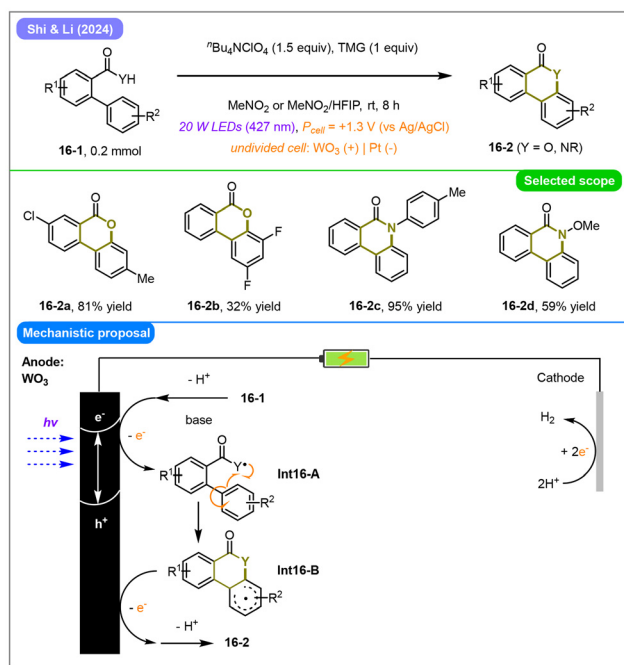 Shi & Li (2024)
ⁿBu₄NClO₄ (1.5 equiv), TMG (1 equiv)
MeNO₂ or MeNO₂/HFIP, rt, 8 h
20 W LEDs (427 nm), P_cell = +1.3 V (vs Ag/AgCl)
undivided cell: WO₃ (+) | Pt (-)
O
YH
R¹
R²
16-1, 0.2 mmol
O
Y
R¹
R²
16-2 (Y = O, NR)
Selected scope
O
Cl
O
Me
16-2a, 81% yield
O
O
F
F
16-2b, 32% yield
O
N
Me
16-2c, 95% yield
O
N
OMe
16-2d, 59% yield
Mechanistic proposal
Anode:
WO₃
Cathode
hν
e⁻
h⁺
- H⁺
16-1
base
- e⁻
O
Y•
R¹
R²
Int16-A
O
Y
R¹
R²
Int16-B
- e⁻
- H⁺
16-2
H₂
+ 2e⁻
2H⁺